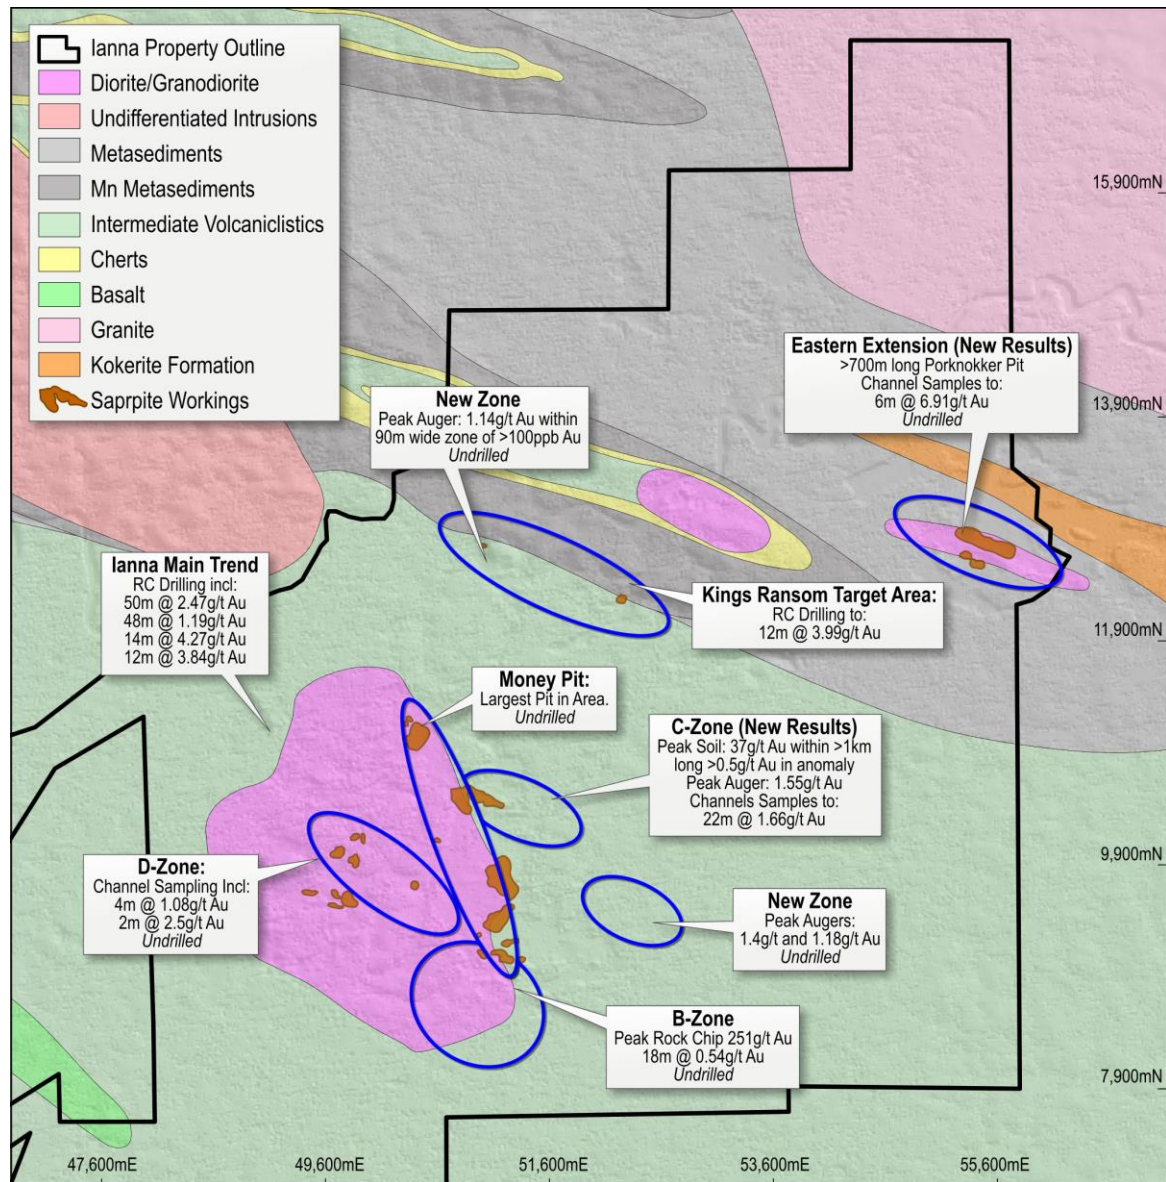 Ianna Property Outline
Diorite/Granodiorite
Undifferentiated Intrusions
Metasediments
Mn Metasediments
Intermediate Volcaniclistics
Cherts
Basalt
Granite
Kokerite Formation
Saprpite Workings
15,900mN
Eastern Extension (New Results)
>700m long Porknokker Pit
Channel Samples to:
6m @ 6.91g/t Au
Undrilled
13,900mN
New Zone
Peak Auger: 1.14g/t Au within
90m wide zone of >100ppb Au
Undrilled
Ianna Main Trend
RC Drilling incl:
50m @ 2.47g/t Au
48m @ 1.19g/t Au
14m @ 4.27g/t Au
12m @ 3.84g/t Au
Kings Ransom Target Area:
RC Drilling to:
12m @ 3.99g/t Au
11,900mN
Money Pit:
Largest Pit in Area.
Undrilled
C-Zone (New Results)
Peak Soil: 37g/t Au within >1km
long >0.5g/t Au in anomaly
Peak Auger: 1.55g/t Au
Channels Samples to:
22m @ 1.66g/t Au
D-Zone:
Channel Sampling Incl:
4m @ 1.08g/t Au
2m @ 2.5g/t Au
Undrilled
9,900mN
New Zone
Peak Augers:
1.4g/t and 1.18g/t Au
Undrilled
B-Zone
Peak Rock Chip 251g/t Au
18m @ 0.54g/t Au
Undrilled
7,900mN
47,600mE
49,600mE
51,600mE
53,600mE
55,600mE